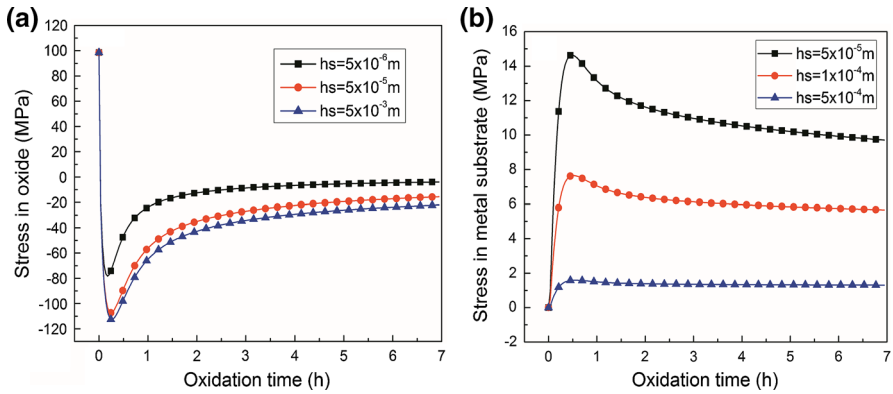 (a)
Stress in oxide (MPa)
120
100
80
60
40
20
0
-20
-40
-60
-80
-100
-120
hs=5x10⁻⁶m
hs=5x10⁻⁵m
hs=5x10⁻³m
0 1 2 3 4 5 6 7
Oxidation time (h)
(b)
Stress in metal substrate (MPa)
16
14
12
10
8
6
4
2
0
-2
hs=5x10⁻⁵m
hs=1x10⁻⁴m
hs=5x10⁻⁴m
0 1 2 3 4 5 6 7
Oxidation time (h)